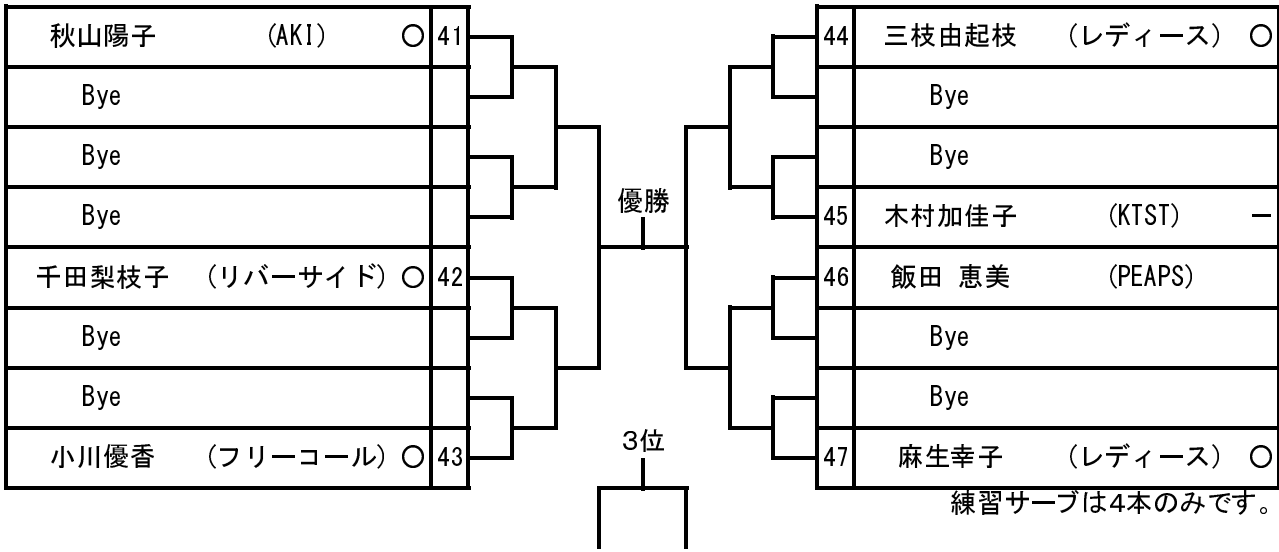 秋山陽子 (AKI) ○ 41
Bye
Bye
Bye
千田梨枝子 (リバーサイド) ○ 42
Bye
Bye
小川優香 (フリーコール) ○ 43
優勝
3位
44 三枝由起枝 (レディース) ○
Bye
Bye
45 木村加佳子 (KTST) －
46 飯田 恵美 (PEAPS)
Bye
Bye
47 麻生幸子 (レディース) ○
練習サーブは4本のみです。